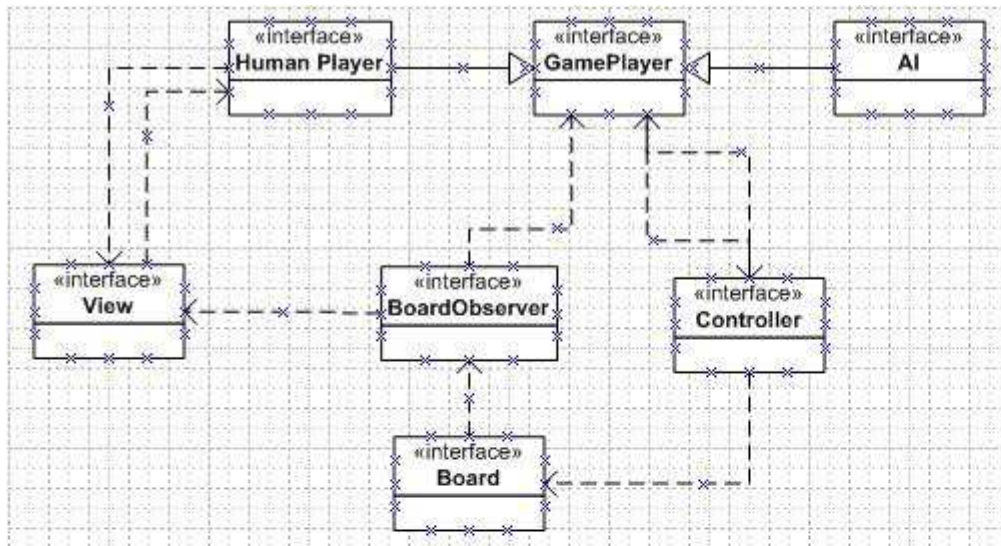 «interface»
Human Player
«interface»
GamePlayer
«interface»
AI
«interface»
View
«interface»
BoardObserver
«interface»
Controller
«interface»
Board